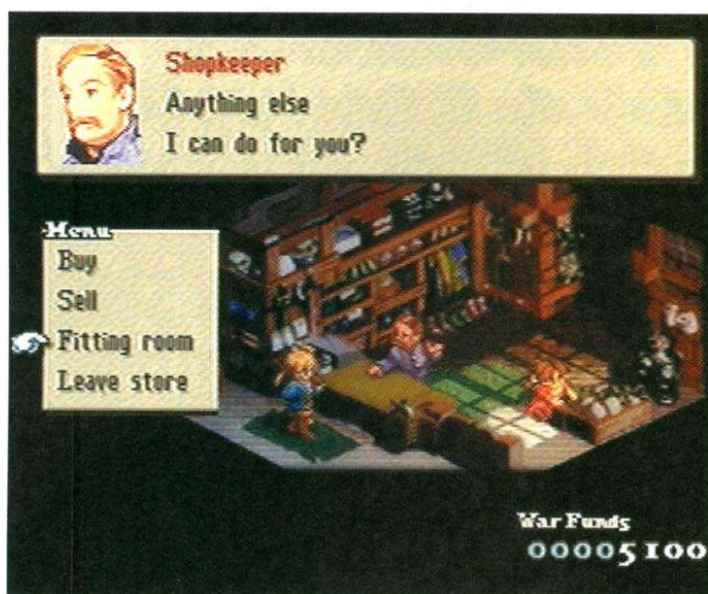 Shopkeeper
Anything else
I can do for you?
Menu
Buy
Sell
Fitting room
Leave store
War Funds
00005100